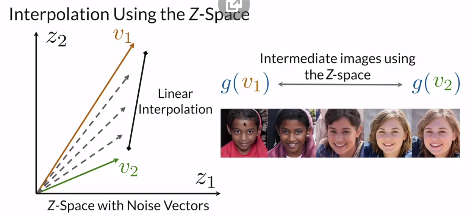 Interpolation Using the Z-Space
z₂
v₁
Linear
Interpolation
v₂
z₁
Z-Space with Noise Vectors
Intermediate images using
the Z-space
g(v₁)
g(v₂)